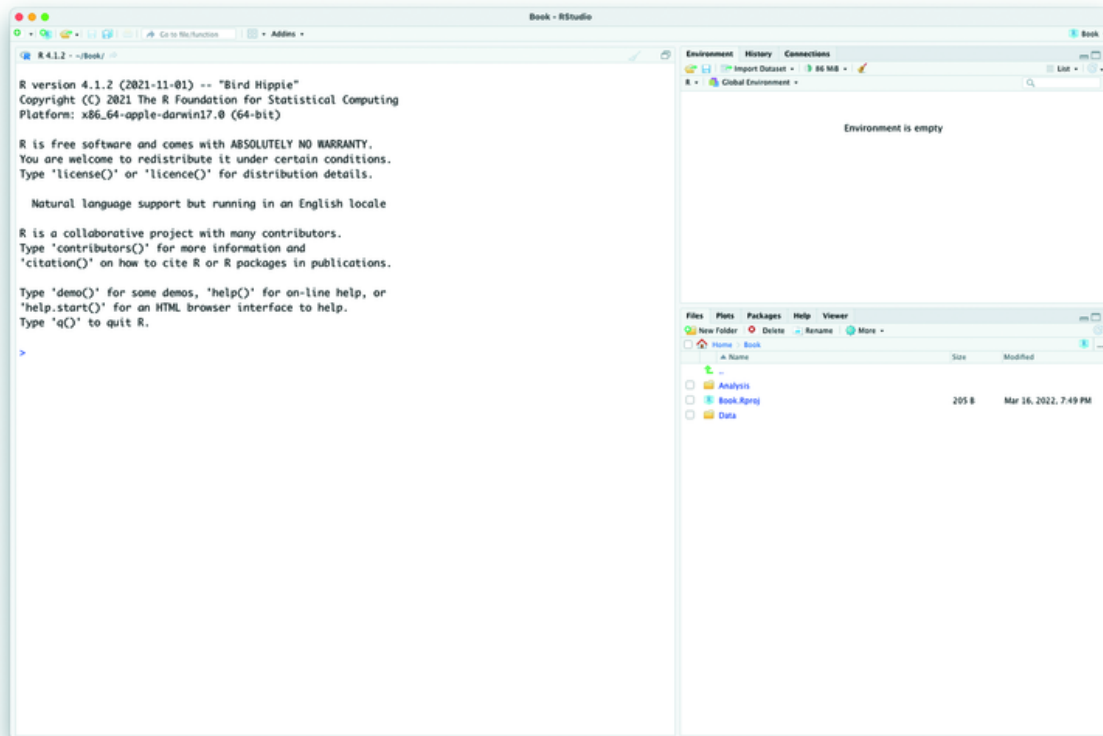 Book - RStudio
Go to file/function
Addins
Book
R 4.1.2 · ~/Book/
R version 4.1.2 (2021-11-01) -- "Bird Hippie"
Copyright (C) 2021 The R Foundation for Statistical Computing
Platform: x86_64-apple-darwin17.0 (64-bit)
R is free software and comes with ABSOLUTELY NO WARRANTY.
You are welcome to redistribute it under certain conditions.
Type 'license()' or 'licence()' for distribution details.
Natural language support but running in an English locale
R is a collaborative project with many contributors.
Type 'contributors()' for more information and
'citation()' on how to cite R or R packages in publications.
Type 'demo()' for some demos, 'help()' for on-line help, or
'help.start()' for an HTML browser interface to help.
Type 'q()' to quit R.
>
Environment History Connections
Import Dataset 86 MiB List
R Global Environment
Environment is empty
Files Plots Packages Help Viewer
New Folder Delete Rename More
Home Book
Name Size Modified
..
Analysis
Book.Rproj 205 B Mar 16, 2022, 7:49 PM
Data